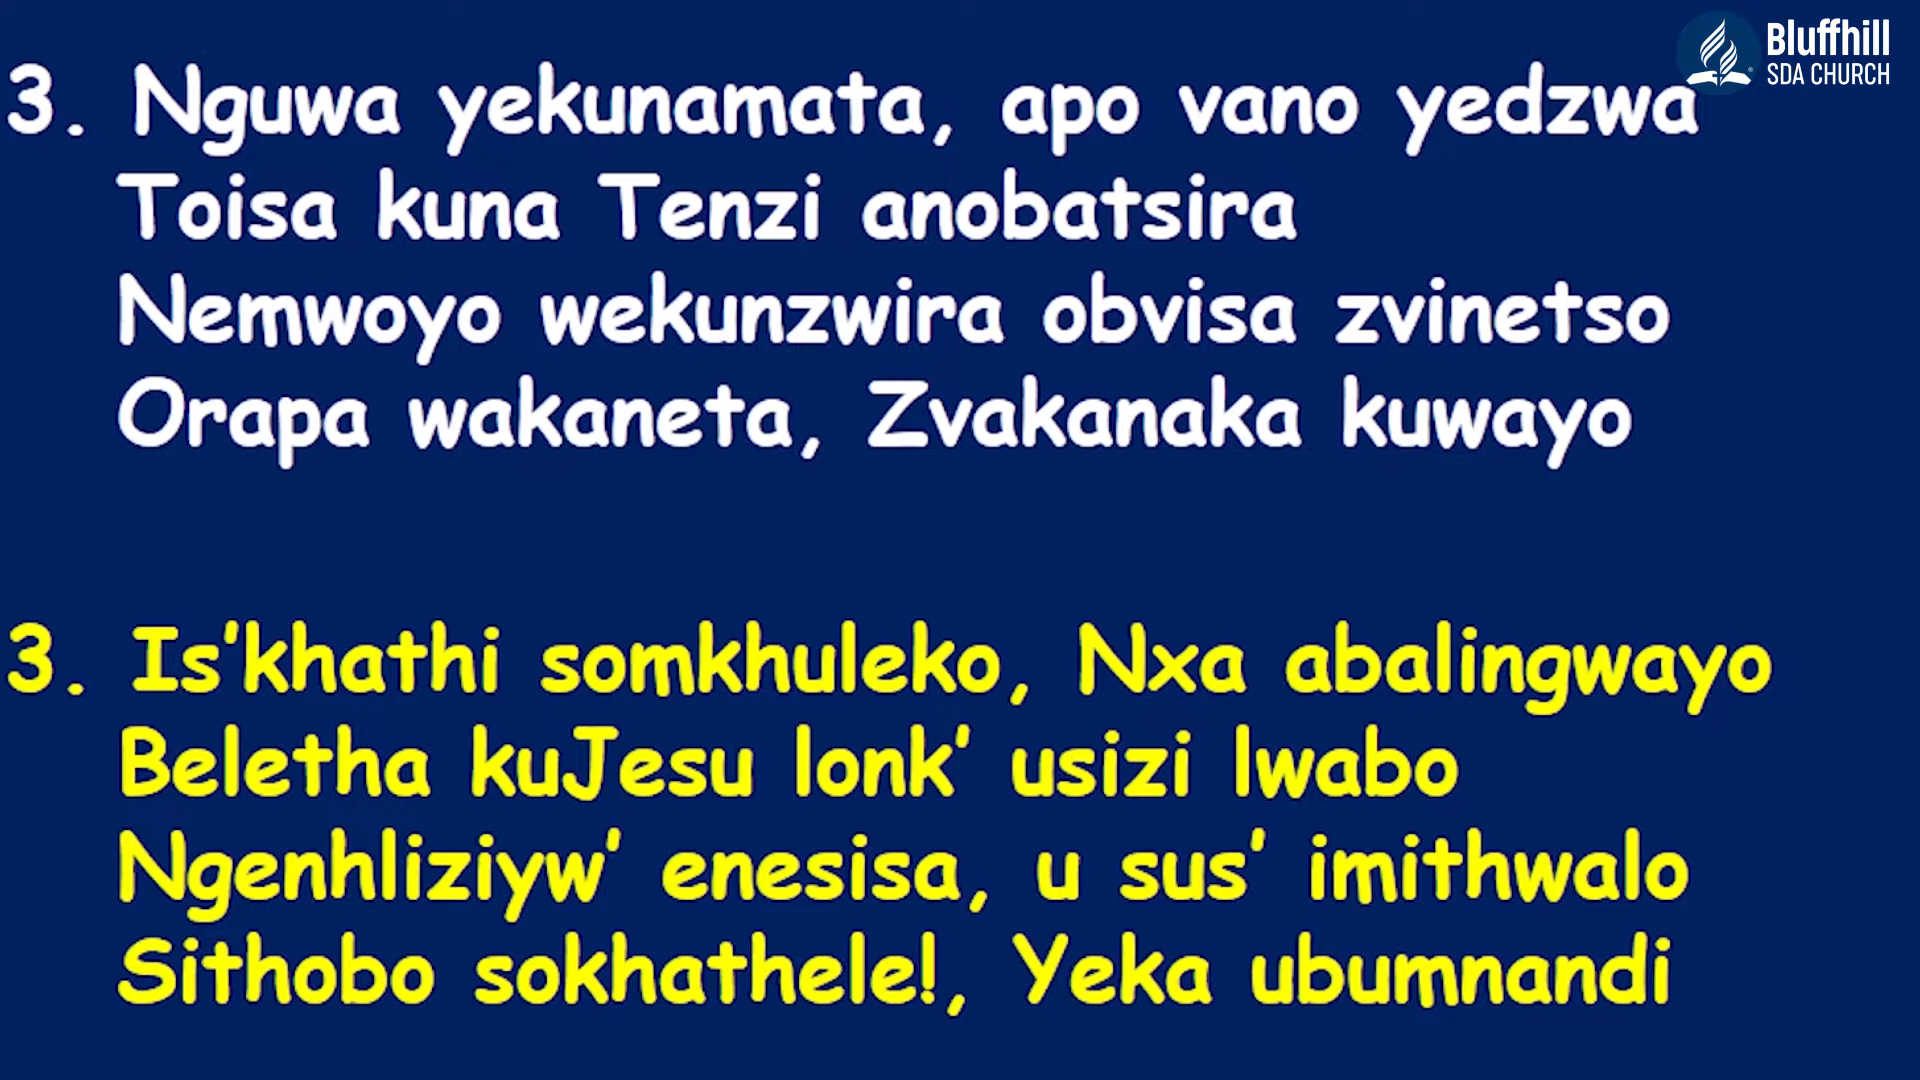 Bluffhill
SDA CHURCH
3. Nguwa yekunamata, apo vano yedzwa
Toisa kuna Tenzi anobatsira
Nemwoyo wekunzwira obvisa zvinetso
Orapa wakaneta, Zvakanaka kuwayo
3. Is'khathi somkhuleko, Nxa abalingwayo
Beletha kuJesu lonk' usizi lwabo
Ngenhliziyw' enesisa, u sus' imithwalo
Sithobo sokhathele!, Yeka ubumnandi